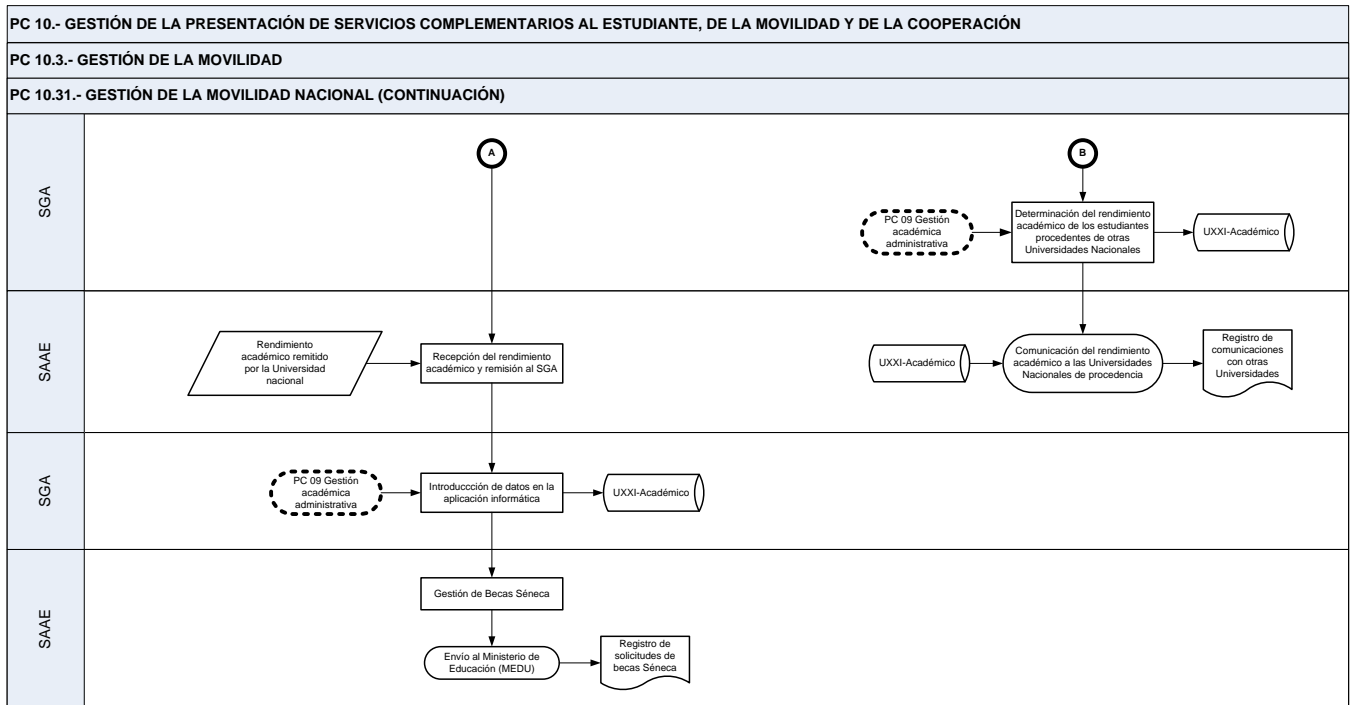 PC 10.- GESTIÓN DE LA PRESENTACIÓN DE SERVICIOS COMPLEMENTARIOS AL ESTUDIANTE, DE LA MOVILIDAD Y DE LA COOPERACIÓN
PC 10.3.- GESTIÓN DE LA MOVILIDAD
PC 10.31.- GESTIÓN DE LA MOVILIDAD NACIONAL (CONTINUACIÓN)
SGA
A
B
PC 09 Gestión
académica
administrativa
Determinación del rendimiento
académico de los estudiantes
procedentes de otras
Universidades Nacionales
UXXI-Académico
SAAE
Rendimiento
académico remitido
por la Universidad
nacional
Recepción del rendimiento
académico y remisión al SGA
UXXI-Académico
Comunicación del rendimiento
académico a las Universidades
Nacionales de procedencia
Registro de
comunicaciones
con otras
Universidades
SGA
PC 09 Gestión
académica
administrativa
Introduccción de datos en la
aplicación informática
UXXI-Académico
SAAE
Gestión de Becas Séneca
Envío al Ministerio de
Educación (MEDU)
Registro de
solicitudes de
becas Séneca